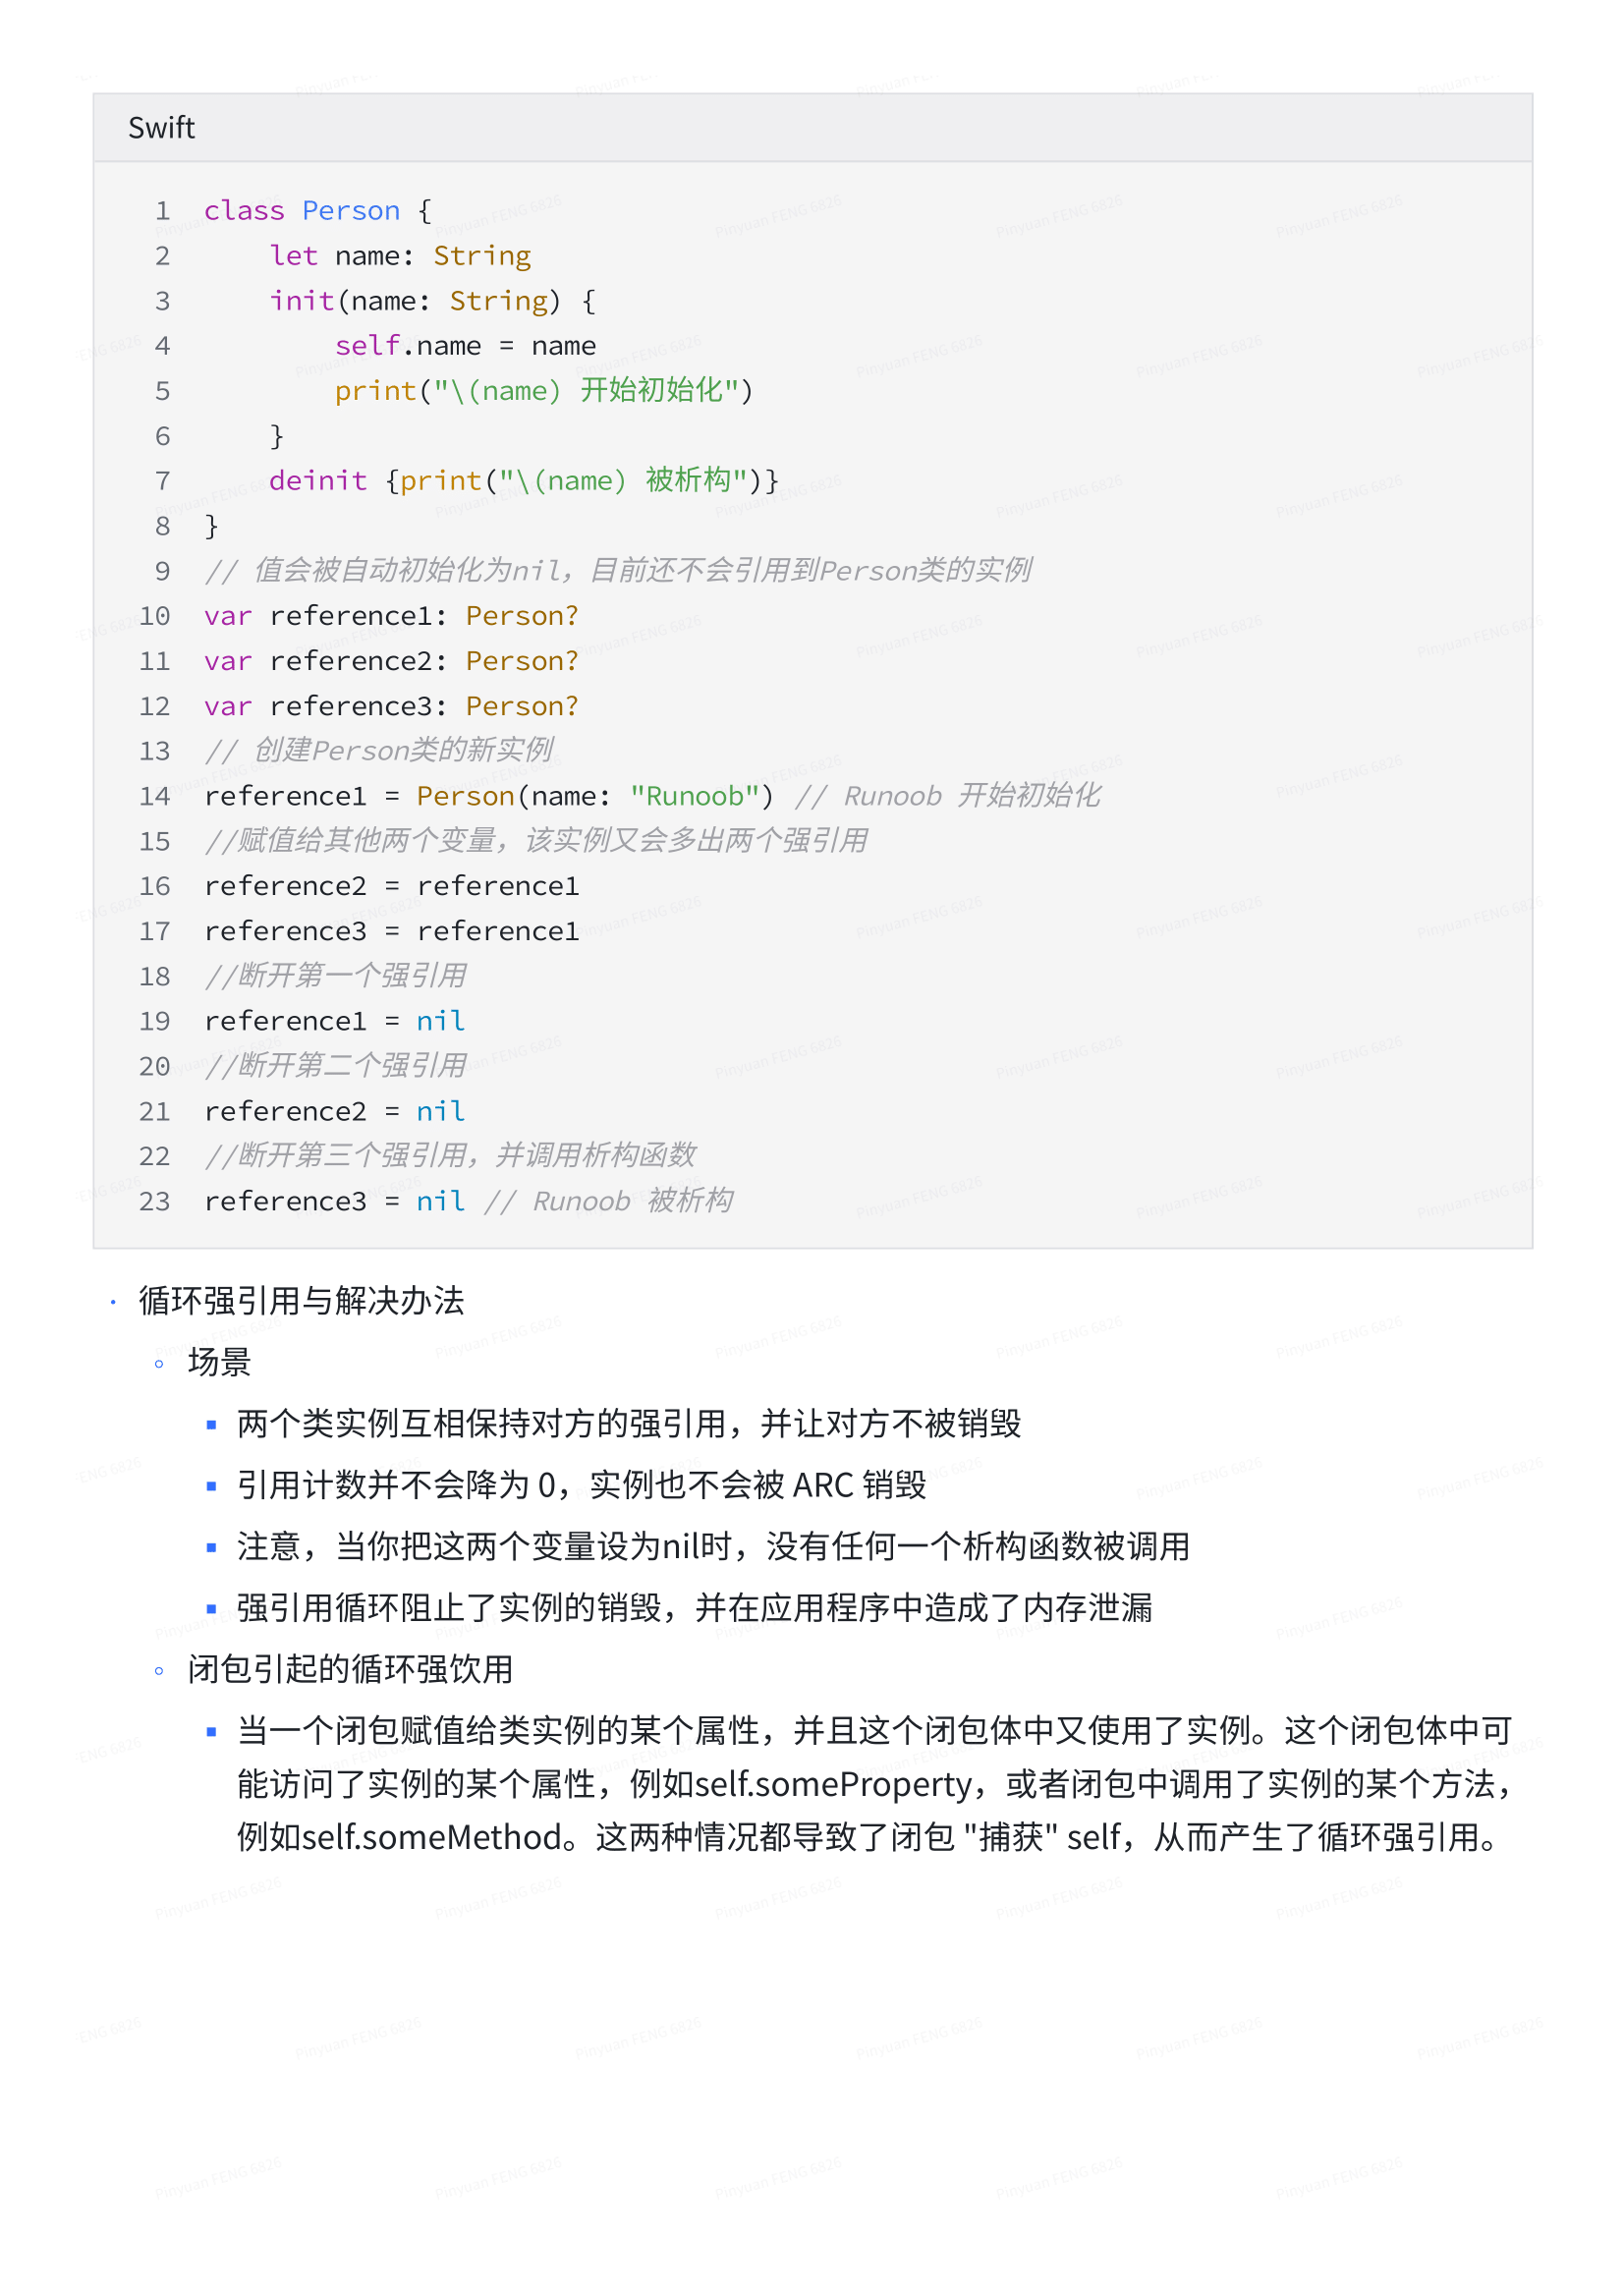 Swift
1 class Person {
2     let name: String
3     init(name: String) {
4         self.name = name
5         print("\(name) 开始初始化")
6     }
7     deinit {print("\(name) 被析构")}
8 }
9 // 值会被自动初始化为nil，目前还不会引用到Person类的实例
10 var reference1: Person?
11 var reference2: Person?
12 var reference3: Person?
13 // 创建Person类的新实例
14 reference1 = Person(name: "Runoob") // Runoob 开始初始化
15 //赋值给其他两个变量，该实例又会多出两个强引用
16 reference2 = reference1
17 reference3 = reference1
18 //断开第一个强引用
19 reference1 = nil
20 //断开第二个强引用
21 reference2 = nil
22 //断开第三个强引用，并调用析构函数
23 reference3 = nil // Runoob 被析构
· 循环强引用与解决办法
◦ 场景
▪ 两个类实例互相保持对方的强引用，并让对方不被销毁
▪ 引用计数并不会降为 0，实例也不会被 ARC 销毁
▪ 注意，当你把这两个变量设为nil时，没有任何一个析构函数被调用
▪ 强引用循环阻止了实例的销毁，并在应用程序中造成了内存泄漏
◦ 闭包引起的循环强饮用
▪ 当一个闭包赋值给类实例的某个属性，并且这个闭包体中又使用了实例。这个闭包体中可
能访问了实例的某个属性，例如self.someProperty，或者闭包中调用了实例的某个方法，
例如self.someMethod。这两种情况都导致了闭包 "捕获" self，从而产生了循环强引用。
Pinyuan FENG 6826